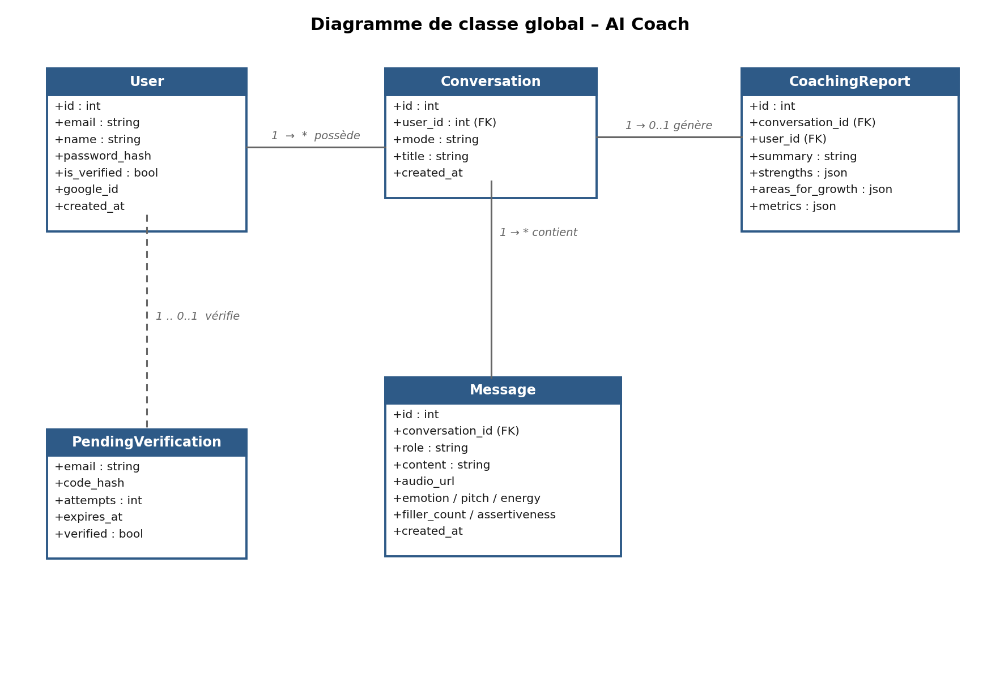 Diagramme de classe global – AI Coach
User
+id : int
+email : string
+name : string
+password_hash
+is_verified : bool
+google_id
+created_at
1 → * possède
Conversation
+id : int
+user_id : int (FK)
+mode : string
+title : string
+created_at
1 → 0..1 génère
CoachingReport
+id : int
+conversation_id (FK)
+user_id (FK)
+summary : string
+strengths : json
+areas_for_growth : json
+metrics : json
1 → * contient
1 .. 0..1 vérifie
PendingVerification
+email : string
+code_hash
+attempts : int
+expires_at
+verified : bool
Message
+id : int
+conversation_id (FK)
+role : string
+content : string
+audio_url
+emotion / pitch / energy
+filler_count / assertiveness
+created_at